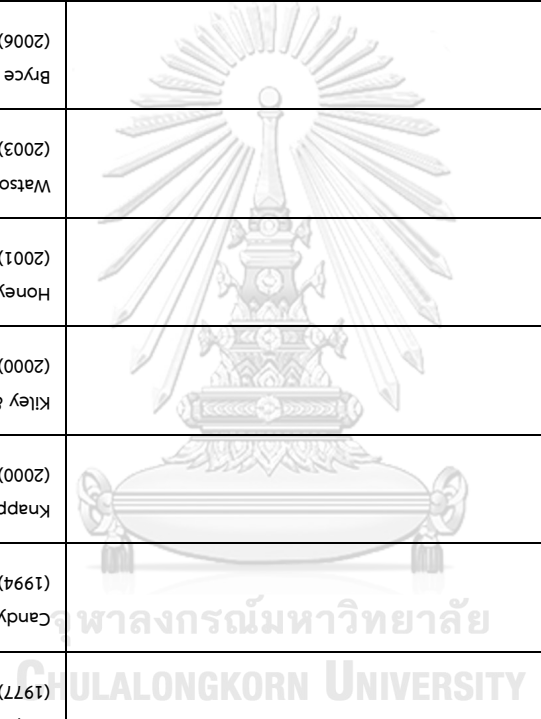 (1977)
Candy
(1994)
Knapp
(2000)
Kiley &
(2000)
Honey
(2001)
Watso
(2003)
Bryce
(2006)
จุฬาลงกรณ์มหาวิทยาลัย
CHULALONGKORN UNIVERSITY